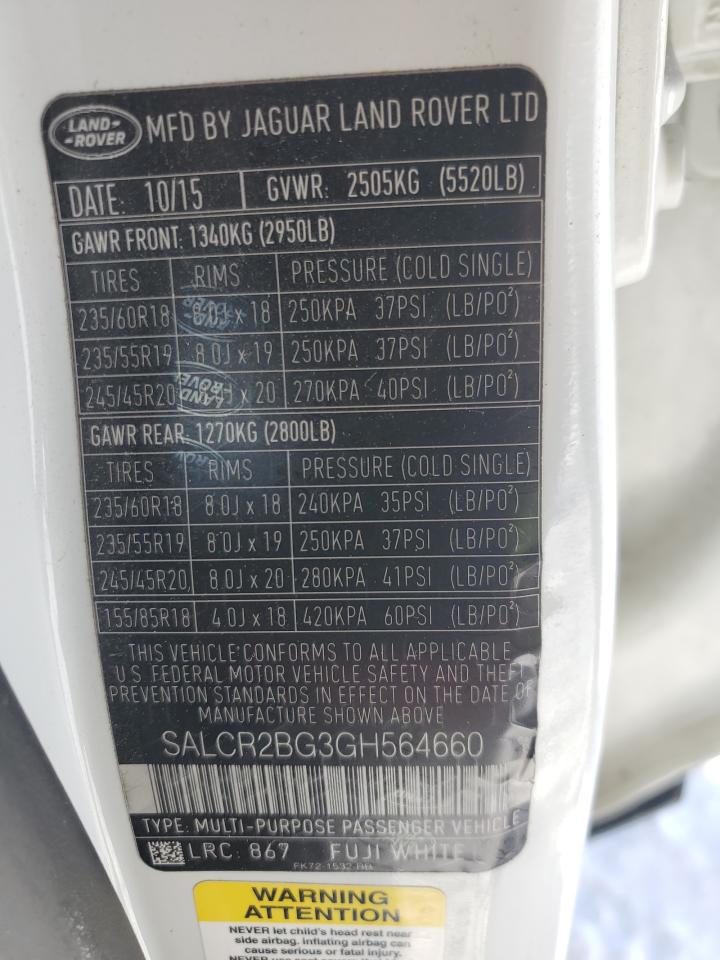 LAND-
ROVER
MFD BY JAGUAR LAND ROVER LTD
DATE: 10/15 GVWR: 2505KG (5520LB)
GAWR FRONT: 1340KG (2950LB)
TIRES RIMS PRESSURE (COLD SINGLE)
235/60R18 8.0J x 18 250KPA 37PSI (LB/PO²)
235/55R19 8.0J x 19 250KPA 37PSI (LB/PO²)
245/45R20 x 20 270KPA 40PSI (LB/PO²)
GAWR REAR: 1270KG (2800LB)
TIRES RIMS PRESSURE (COLD SINGLE)
235/60R18 8.0J x 18 240KPA 35PSI (LB/PO²)
235/55R19 8.0J x 19 250KPA 37PSI (LB/PO²)
245/45R20 8.0J x 20 280KPA 41PSI (LB/PO²)
155/85R18 4.0J x 18 420KPA 60PSI (LB/PO²)
THIS VEHICLE CONFORMS TO ALL APPLICABLE
U.S. FEDERAL MOTOR VEHICLE SAFETY AND THEFT
PREVENTION STANDARDS IN EFFECT ON THE DATE OF
MANUFACTURE SHOWN ABOVE
SALCR2BG3GH564660
TYPE: MULTI-PURPOSE PASSENGER VEHICLE
LRC: 867 FUJI WHITE
FK72-1532-BB
WARNING
ATTENTION
NEVER let child's head rest near
side airbag. inflating airbag can
cause serious or fatal injury.